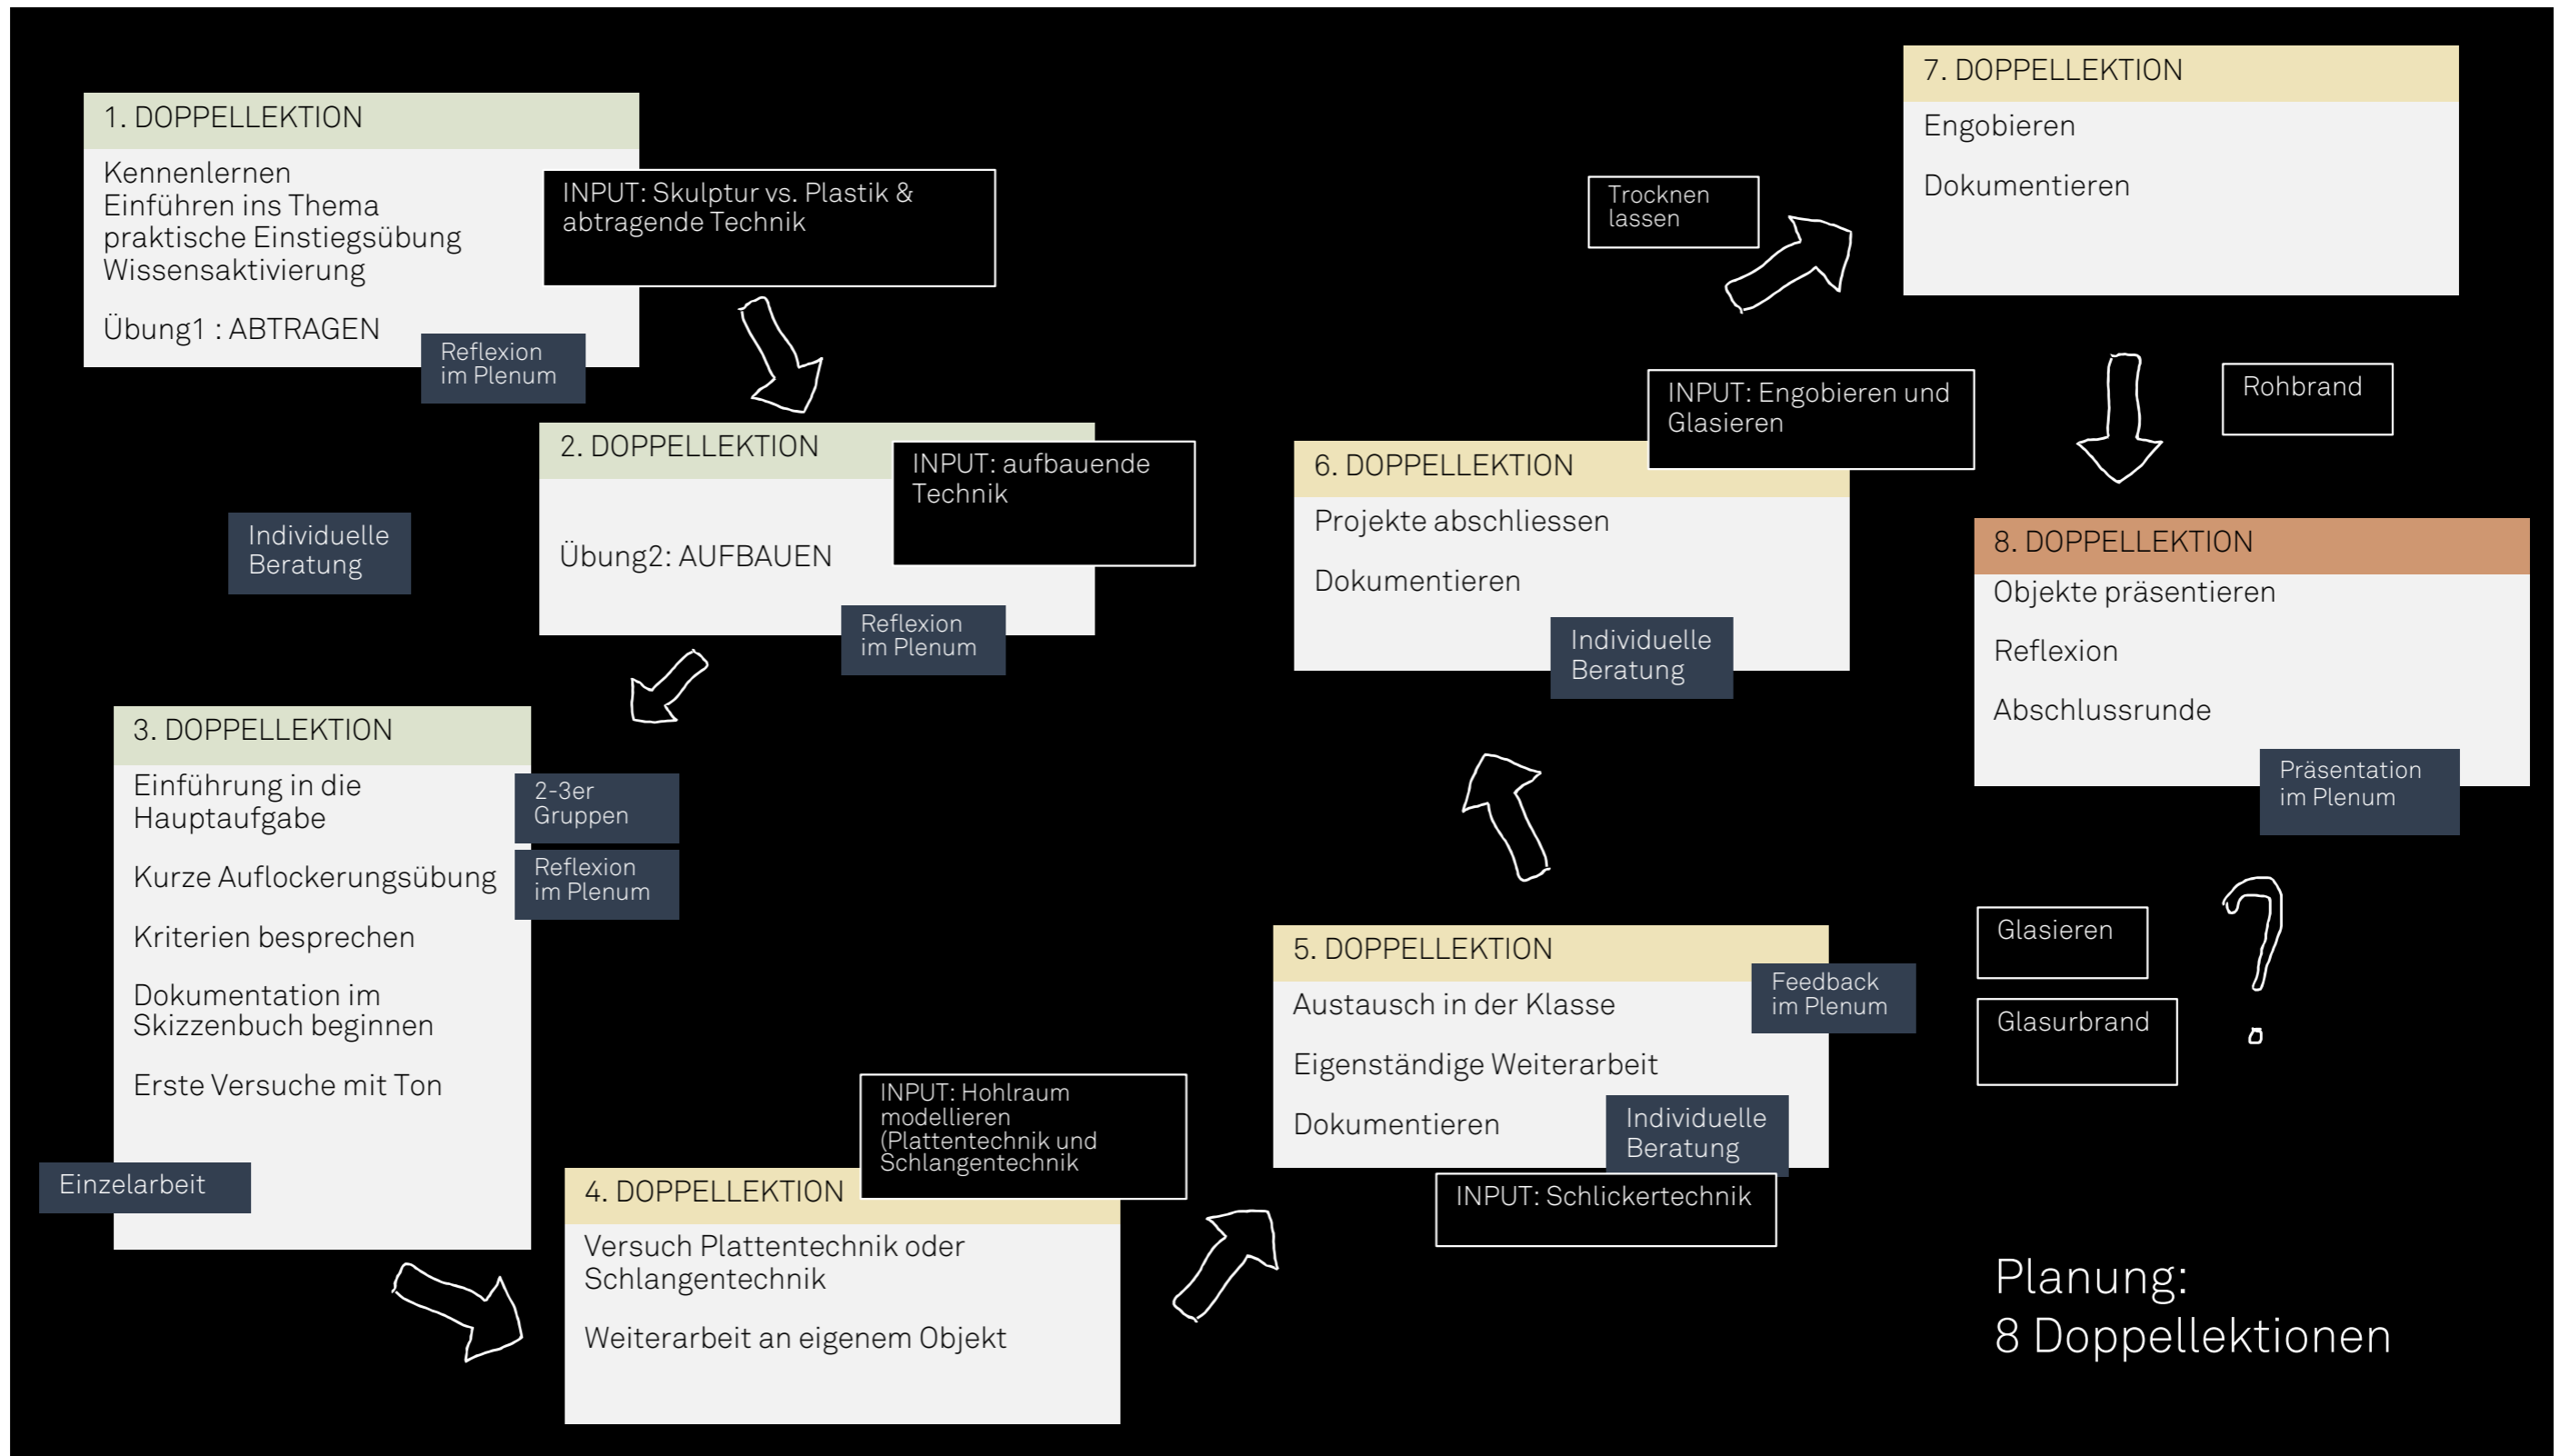 1. DOPPELLEKTION
Kennenlernen
Einführen ins Thema
praktische Einstiegsübung
Wissensaktivierung
Übung1 : ABTRAGEN
INPUT: Skulptur vs. Plastik &
abtragende Technik
Reflexion
im Plenum
2. DOPPELLEKTION
Übung2: AUFBAUEN
INPUT: aufbauende
Technik
Reflexion
im Plenum
Individuelle
Beratung
3. DOPPELLEKTION
Einführung in die
Hauptaufgabe
Kurze Auflockerungsübung
Kriterien besprechen
Dokumentation im
Skizzenbuch beginnen
Erste Versuche mit Ton
2-3er
Gruppen
Reflexion
im Plenum
Einzelarbeit
4. DOPPELLEKTION
INPUT: Hohlraum
modellieren
(Plattentechnik und
Schlangentechnik
Versuch Plattentechnik oder
Schlangentechnik
Weiterarbeit an eigenem Objekt
5. DOPPELLEKTION
Austausch in der Klasse
Eigenständige Weiterarbeit
Dokumentieren
Feedback
im Plenum
Individuelle
Beratung
INPUT: Schlickertechnik
6. DOPPELLEKTION
Projekte abschliessen
Dokumentieren
INPUT: Engobieren und
Glasieren
Individuelle
Beratung
Trocknen
lassen
7. DOPPELLEKTION
Engobieren
Dokumentieren
Rohbrand
8. DOPPELLEKTION
Objekte präsentieren
Reflexion
Abschlussrunde
Präsentation
im Plenum
Glasieren
Glasurbrand
?
Planung:
8 Doppellektionen